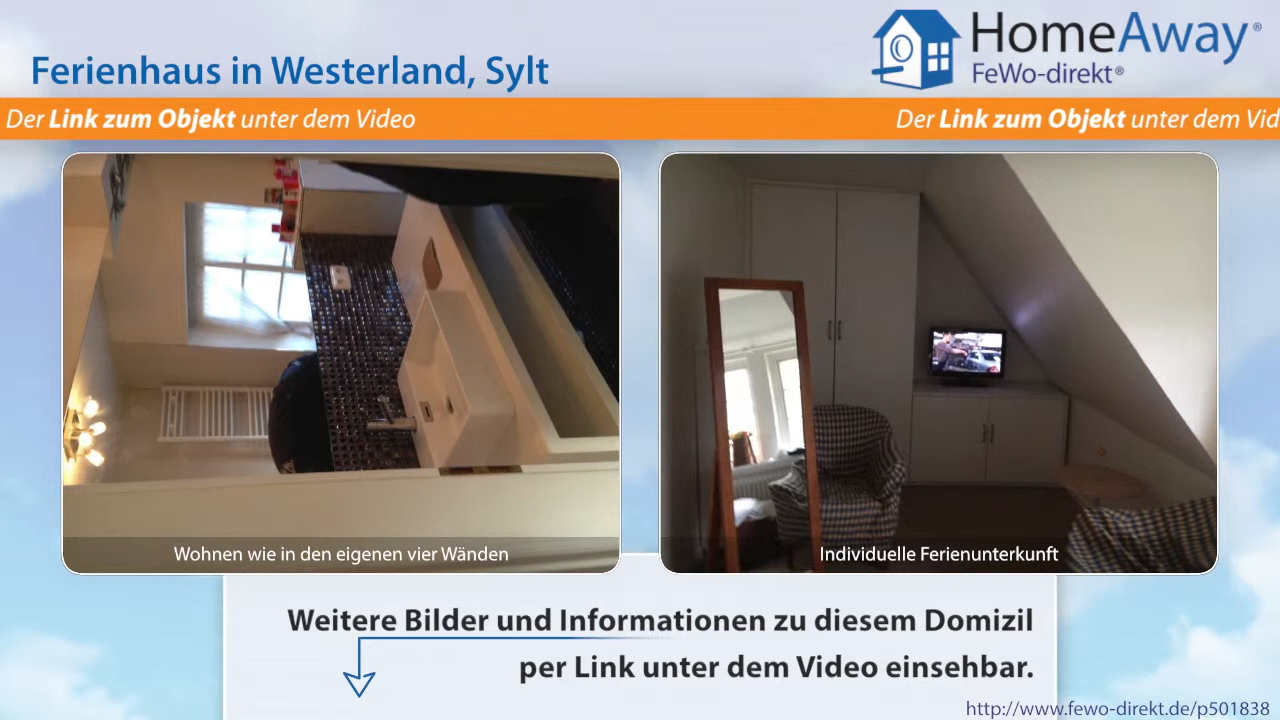 Ferienhaus in Westerland, Sylt
HomeAway®
FeWo-direkt®
Der Link zum Objekt unter dem Video
Der Link zum Objekt unter dem Vid
Wohnen wie in den eigenen vier Wänden
Individuelle Ferienunterkunft
Weitere Bilder und Informationen zu diesem Domizil
per Link unter dem Video einsehbar.
http://www.fewo-direkt.de/p501838